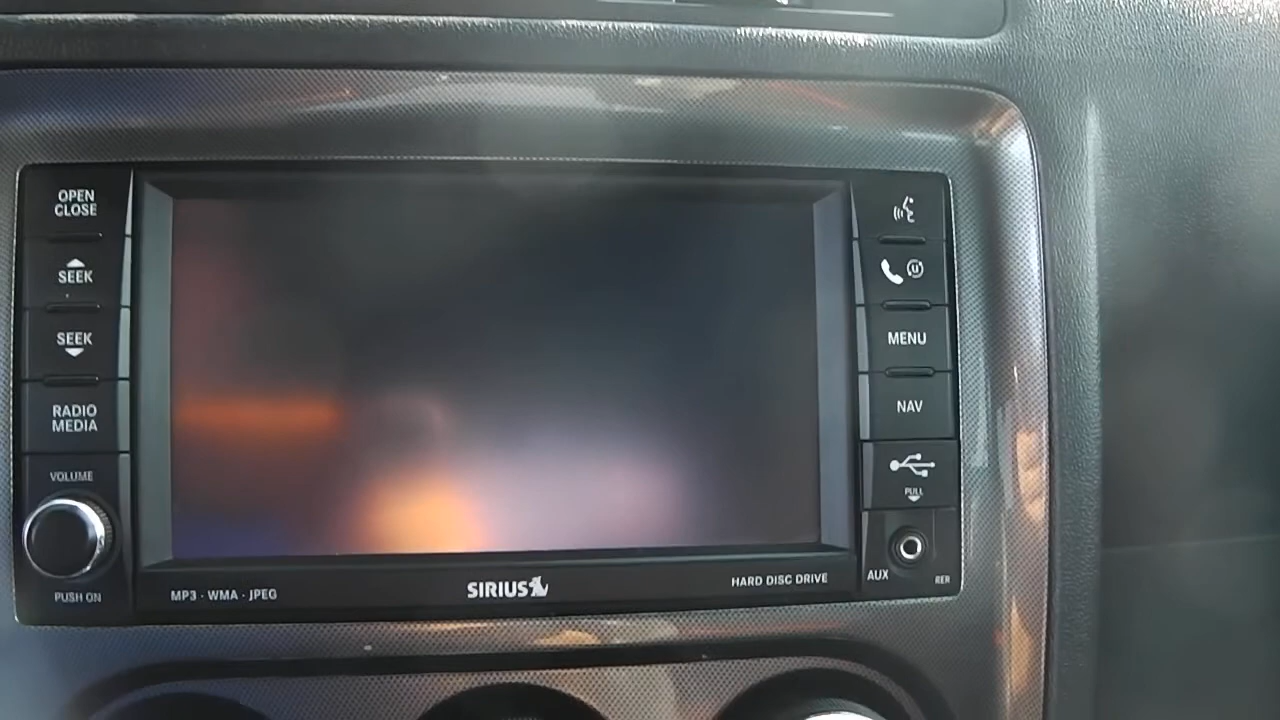 OPEN
CLOSE
SEEK
SEEK
RADIO
MEDIA
VOLUME
PUSH ON
MP3 · WMA · JPEG
SIRIUS
HARD DISC DRIVE
MENU
NAV
PULL
AUX
RER